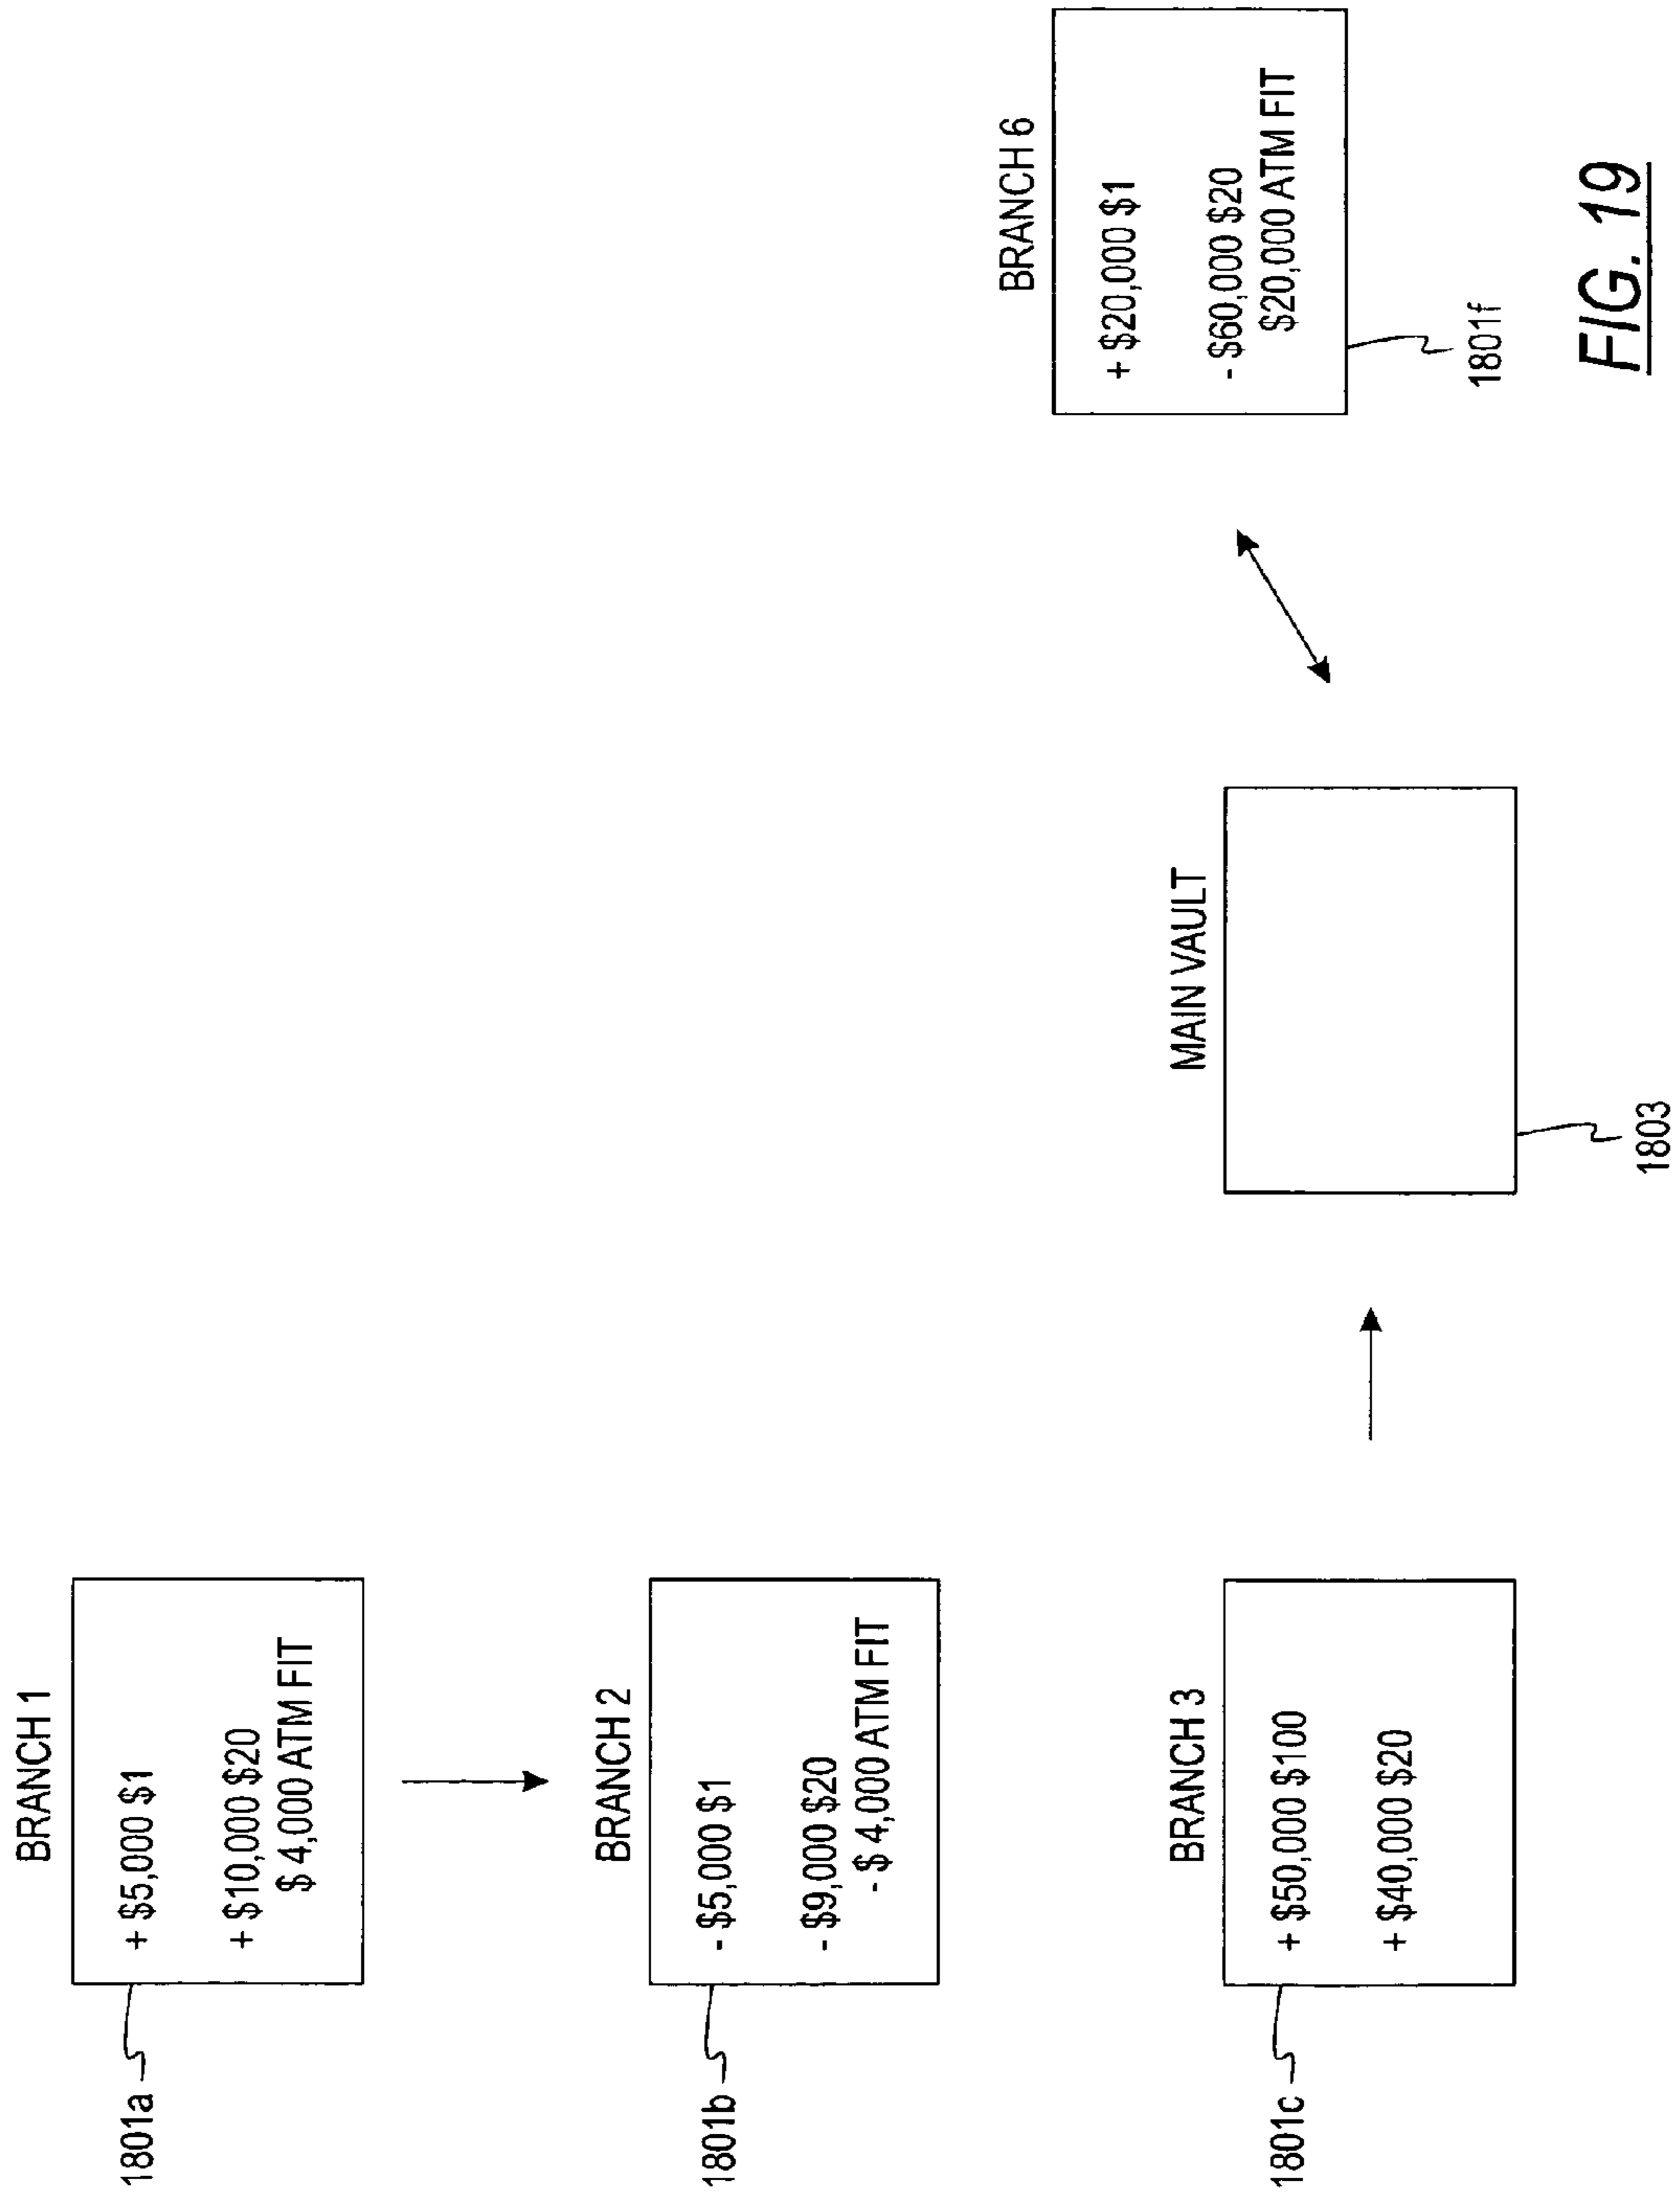 BRANCH 1
+ $5,000 $1
+ $10,000 $20
$ 4,000 ATM FIT
1801a
BRANCH 2
- $5,000 $1
- $9,000 $20
- $ 4,000 ATM FIT
1801b
BRANCH 3
+ $50,000 $100
+ $40,000 $20
1801c
MAIN VAULT
1803
BRANCH 6
+ $20,000 $1
- $60,000 $20
$20,000 ATM FIT
1801f
FIG. 19